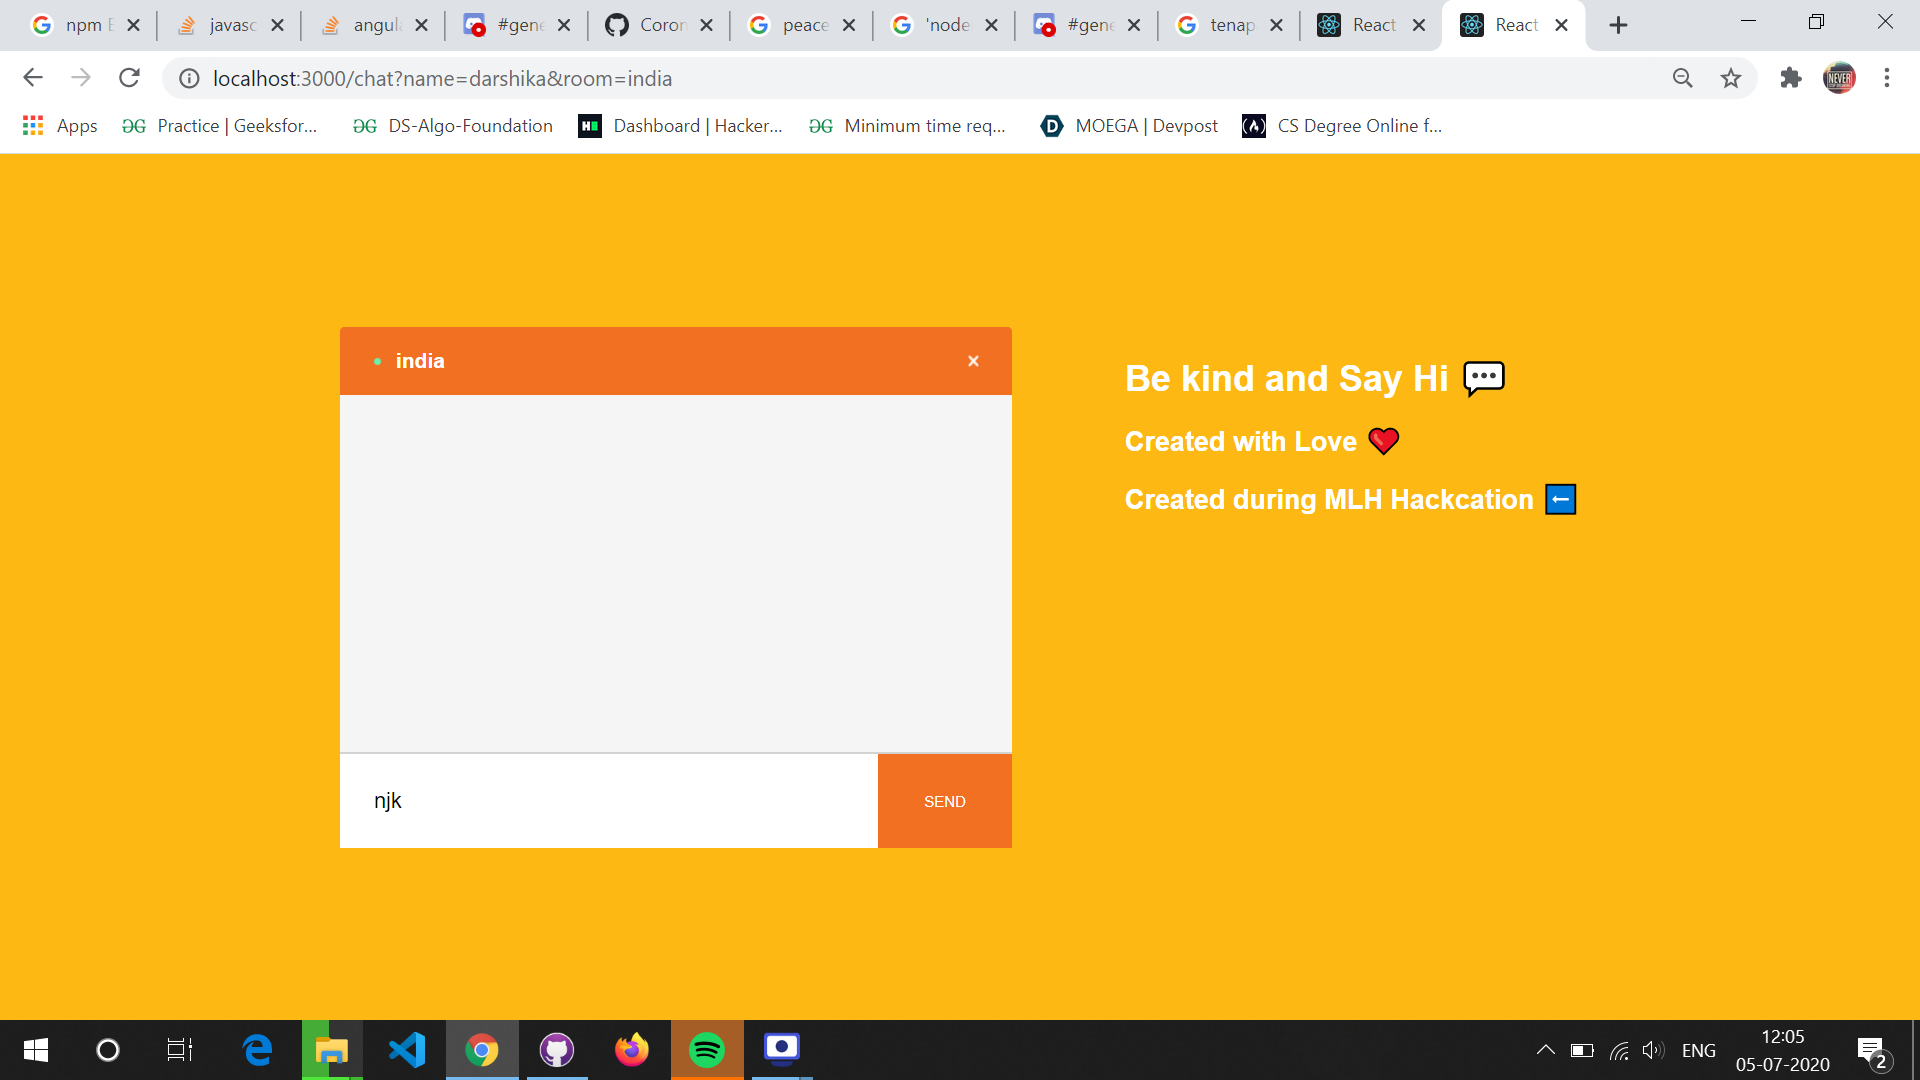 npm E
javasc
angula
#gene
Coron
peace
'node
#gene
tenap
React
React
localhost:3000/chat?name=darshika&room=india
NEVER
Apps
Practice | Geeksfor...
DS-Algo-Foundation
Dashboard | Hacker...
Minimum time req...
MOEGA | Devpost
CS Degree Online f...
india
Be kind and Say Hi
Created with Love
Created during MLH Hackcation
njk
SEND
ENG
12:05
05-07-2020
2